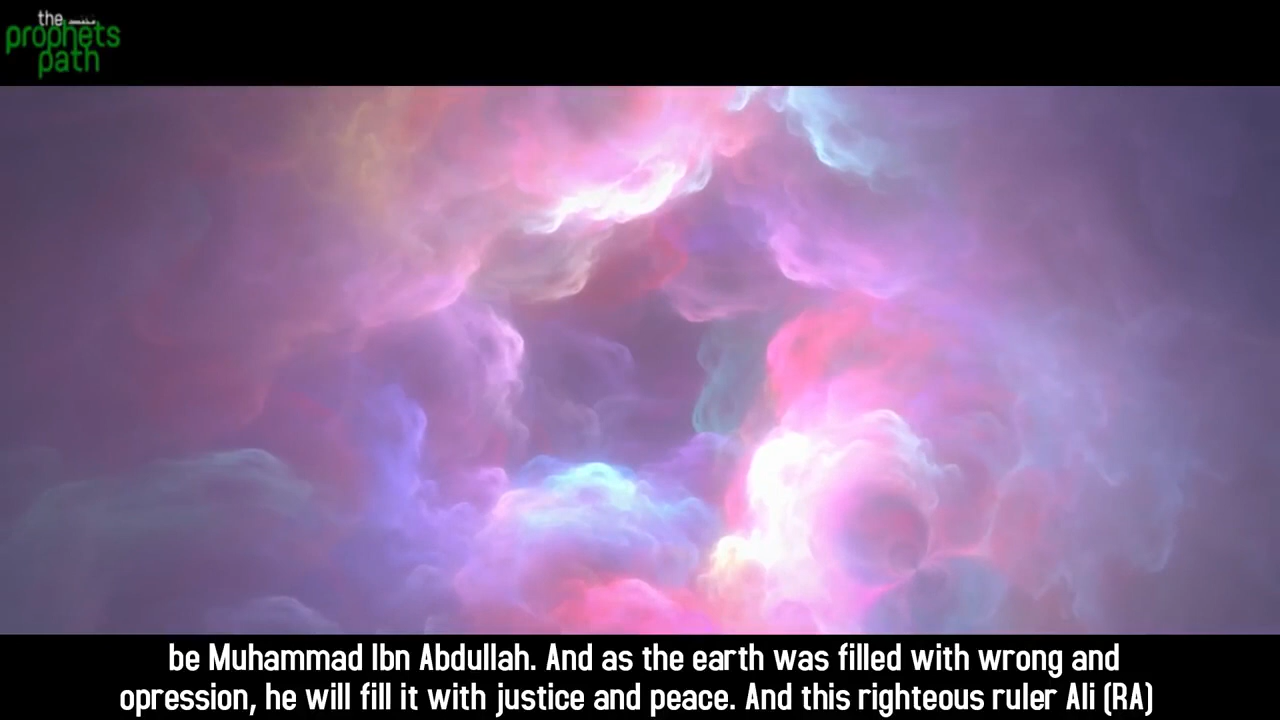 the
prophets
path
be Muhammad Ibn Abdullah. And as the earth was filled with wrong and
opression, he will fill it with justice and peace. And this righteous ruler Ali (RA)